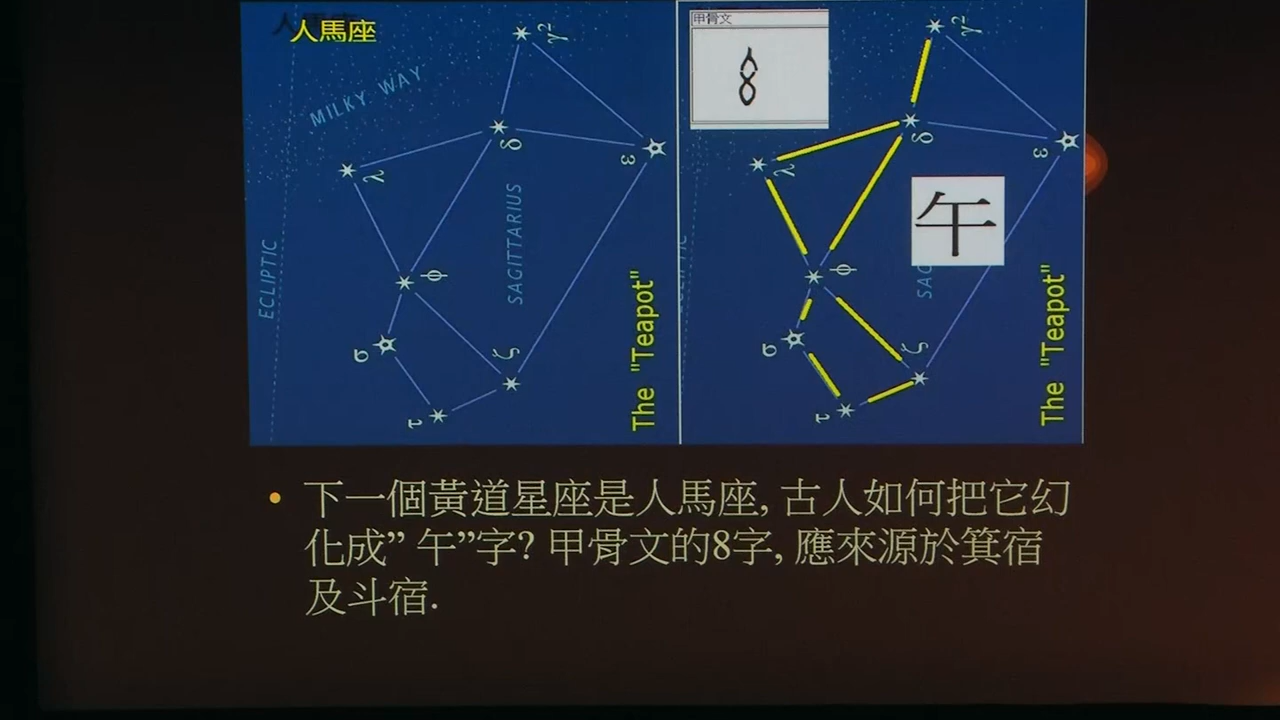 人馬座
MILKY WAY
γ²
δ
ε
λ
SAGITTARIUS
ECLIPTIC
φ
σ
ζ
τ
The "Teapot"
甲骨文
γ²
δ
ε
λ
午
φ
SAG
σ
ζ
τ
The "Teapot"
• 下一個黃道星座是人馬座, 古人如何把它幻
化成” 午”字? 甲骨文的8字, 應來源於箕宿
及斗宿.